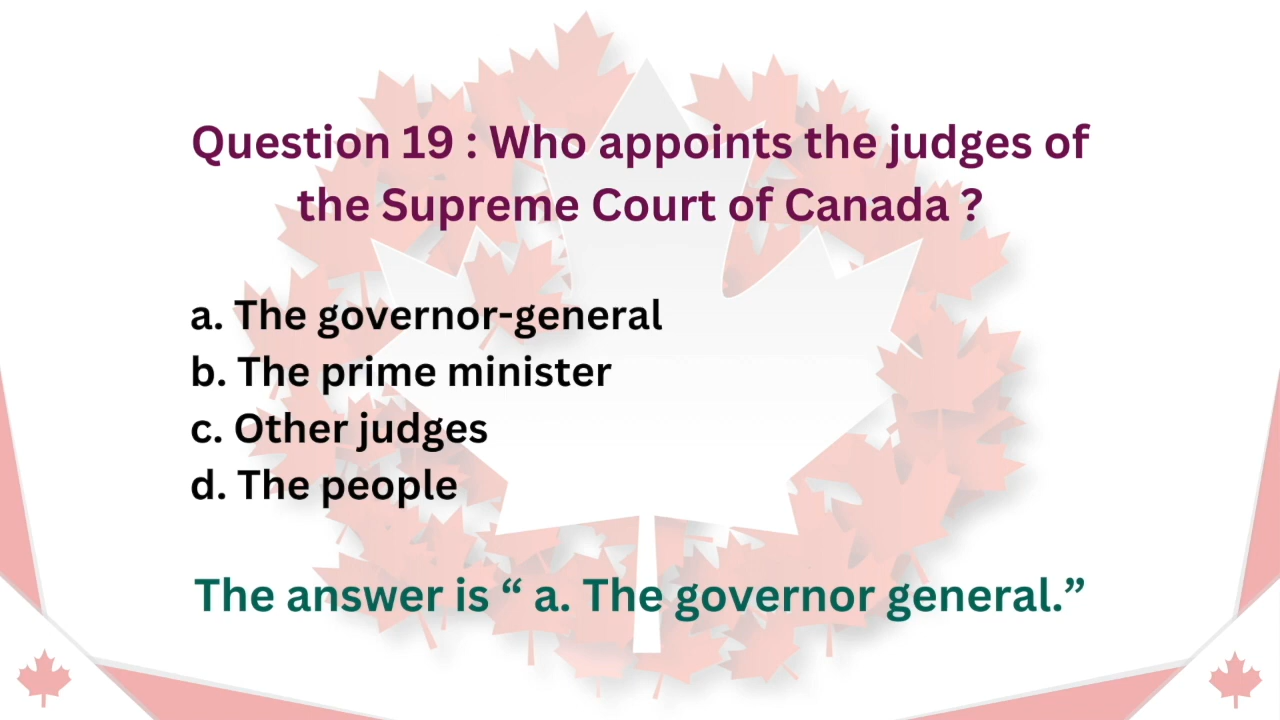 Question 19 : Who appoints the judges of
the Supreme Court of Canada ?
a. The governor-general
b. The prime minister
c. Other judges
d. The people
The answer is “ a. The governor general.”